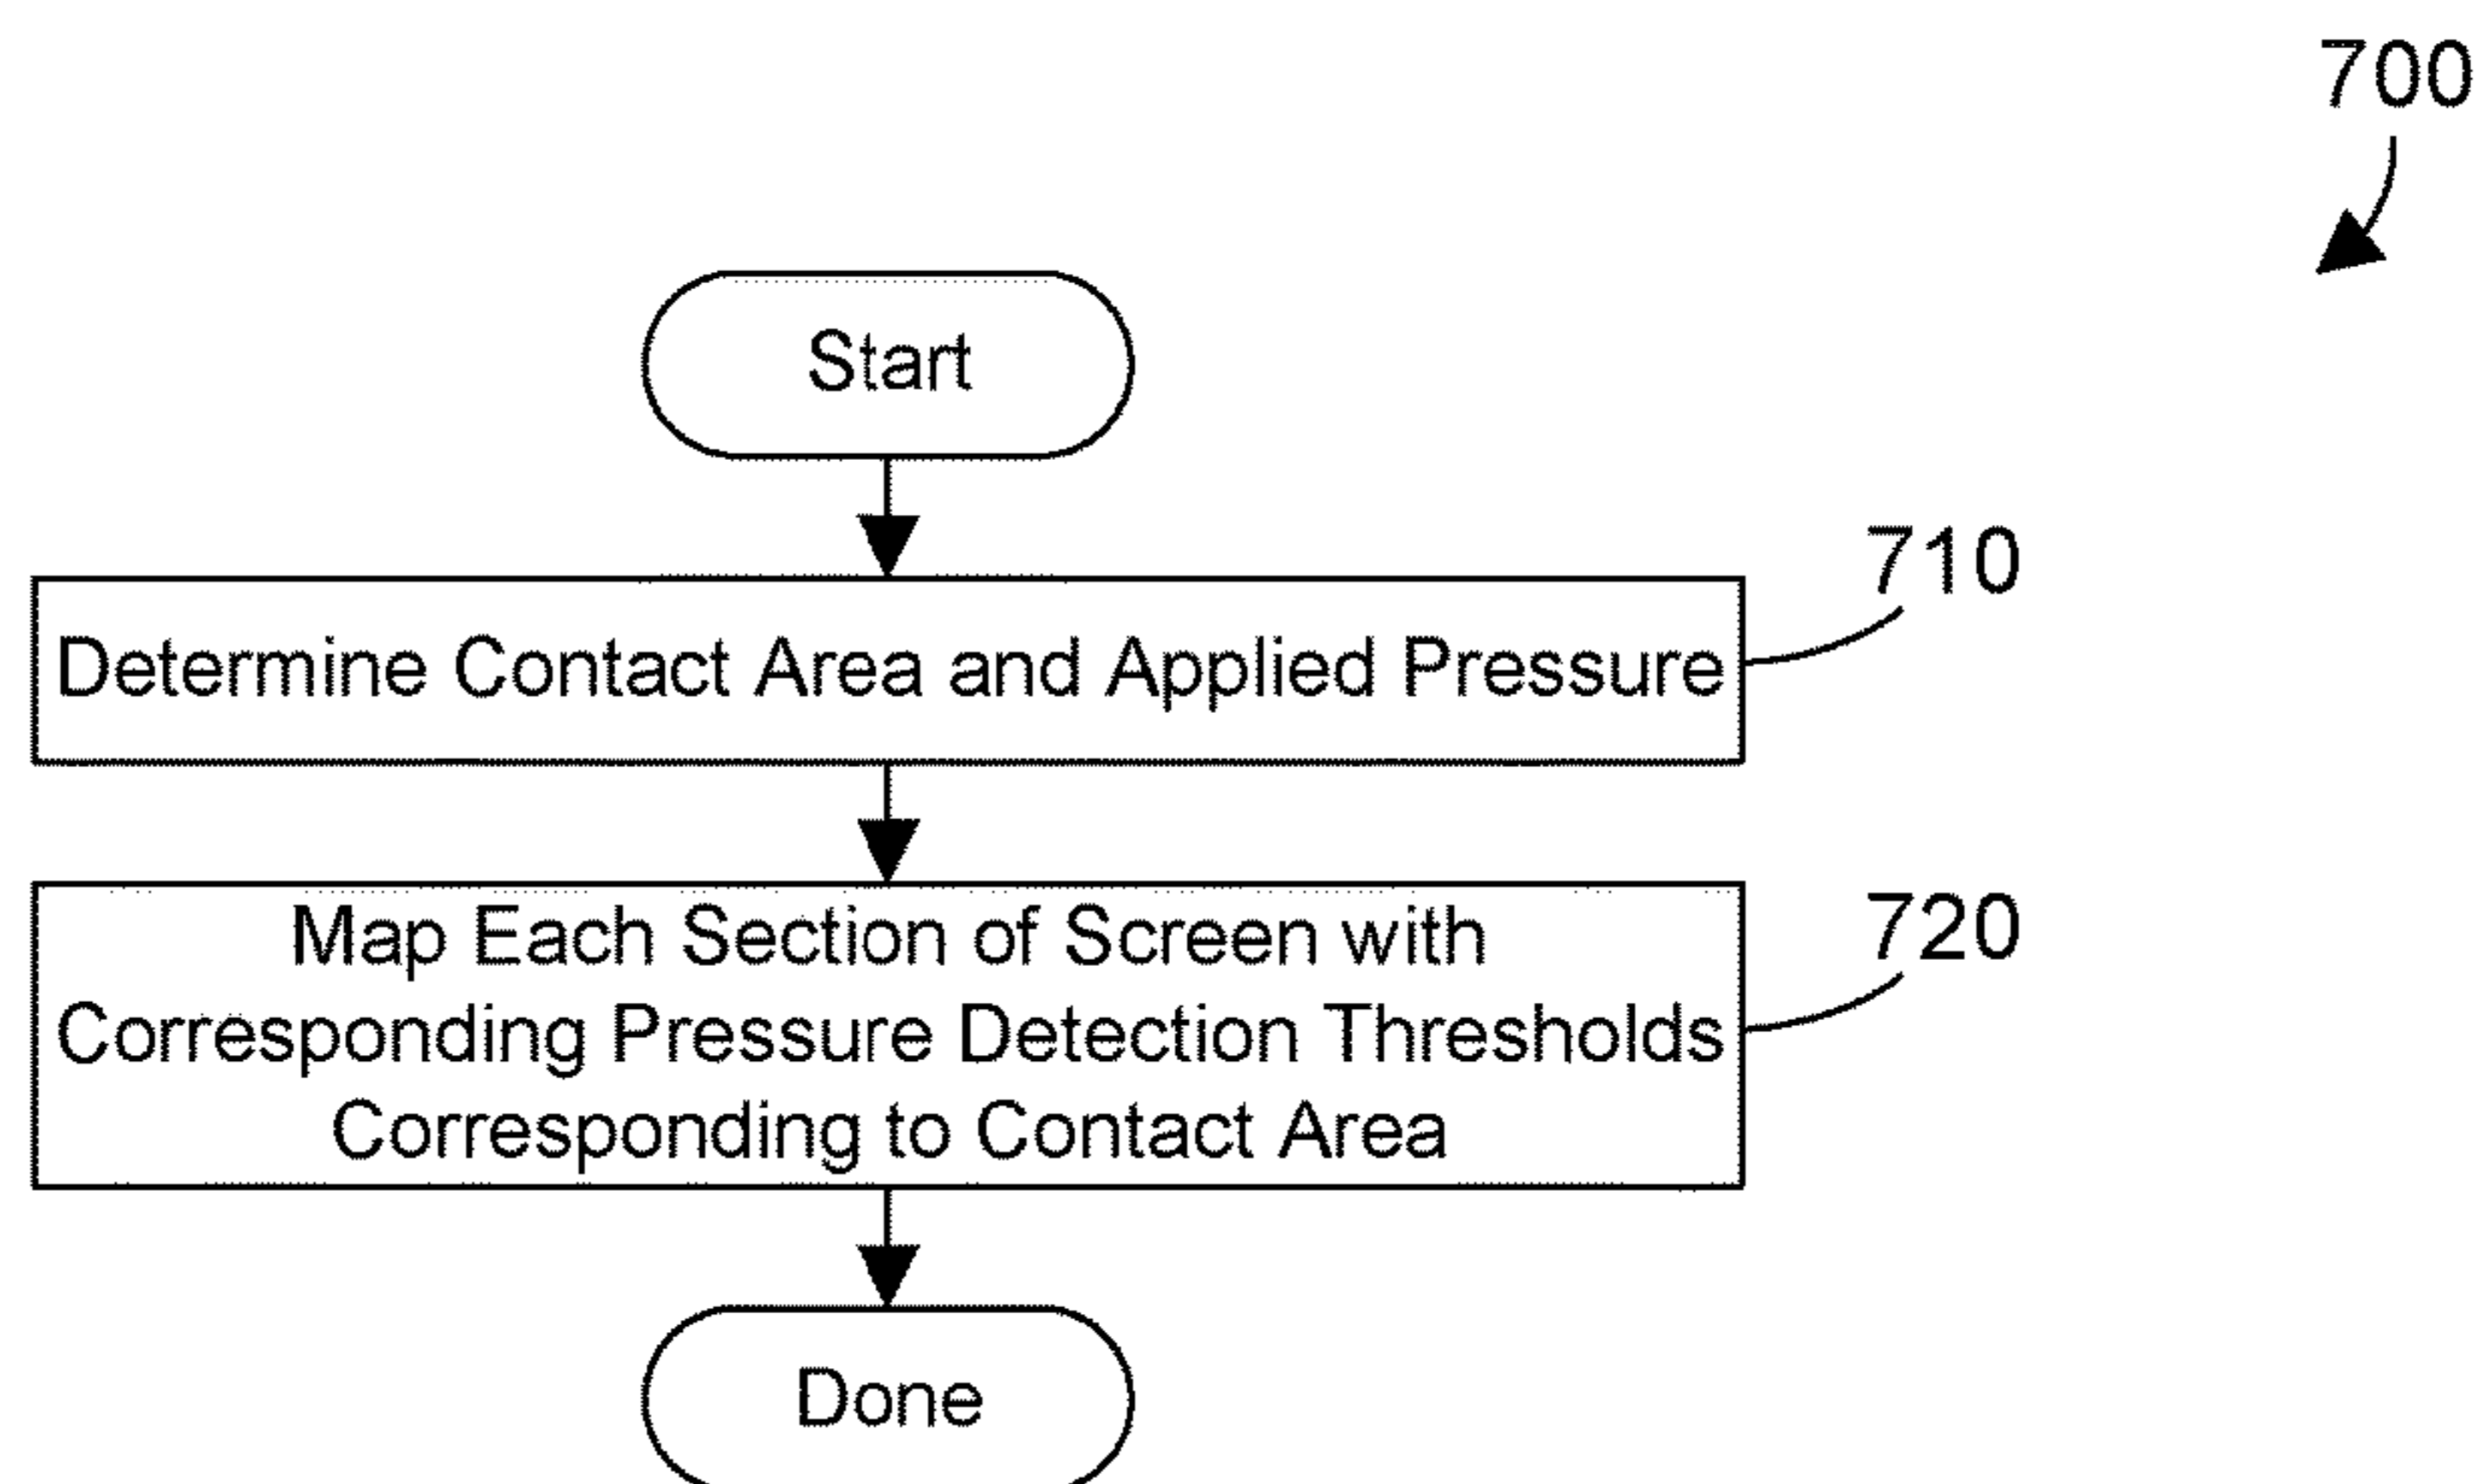 700
Start
710
Determine Contact Area and Applied Pressure
720
Map Each Section of Screen with
Corresponding Pressure Detection Thresholds
Corresponding to Contact Area
Done